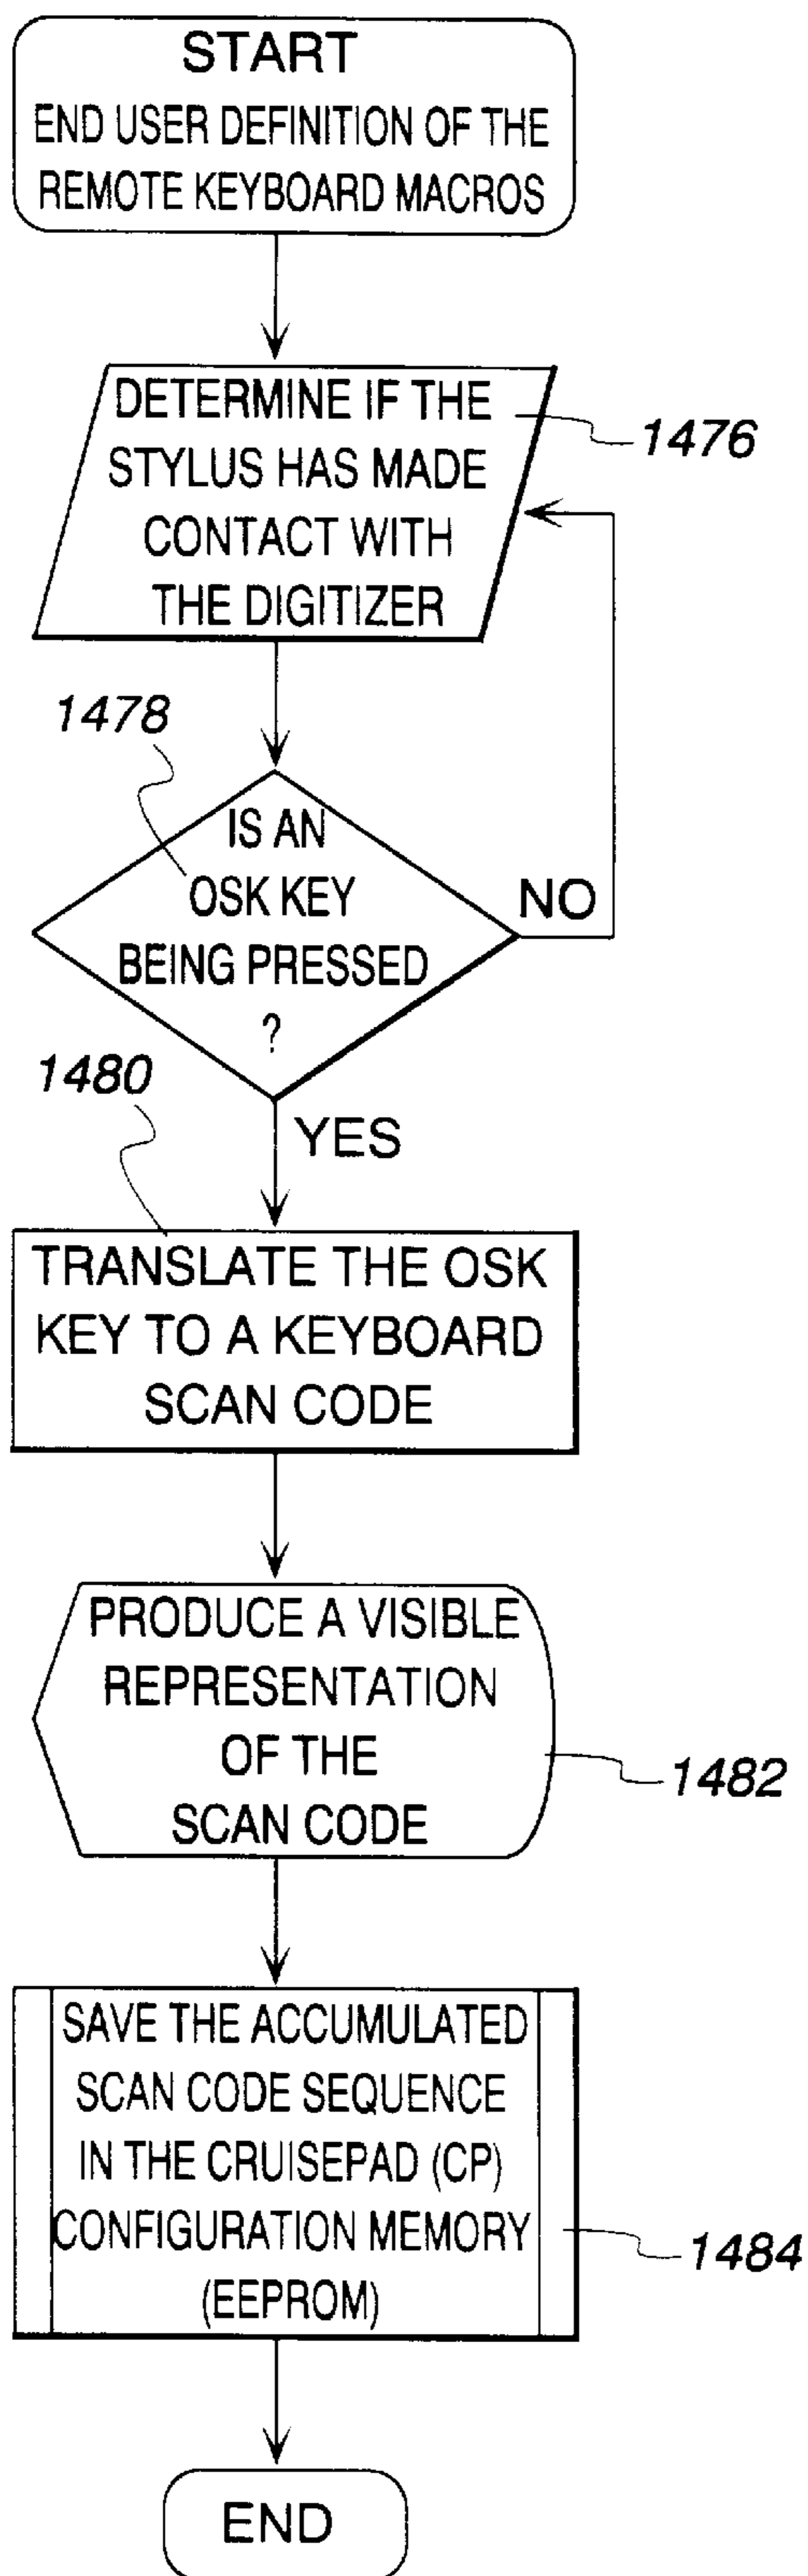 START
END USER DEFINITION OF THE
REMOTE KEYBOARD MACROS
DETERMINE IF THE
STYLUS HAS MADE
CONTACT WITH
THE DIGITIZER
1476
1478
IS AN
OSK KEY
BEING PRESSED
?
NO
1480
YES
TRANSLATE THE OSK
KEY TO A KEYBOARD
SCAN CODE
PRODUCE A VISIBLE
REPRESENTATION
OF THE
SCAN CODE
1482
SAVE THE ACCUMULATED
SCAN CODE SEQUENCE
IN THE CRUISEPAD (CP)
CONFIGURATION MEMORY
(EEPROM)
1484
END